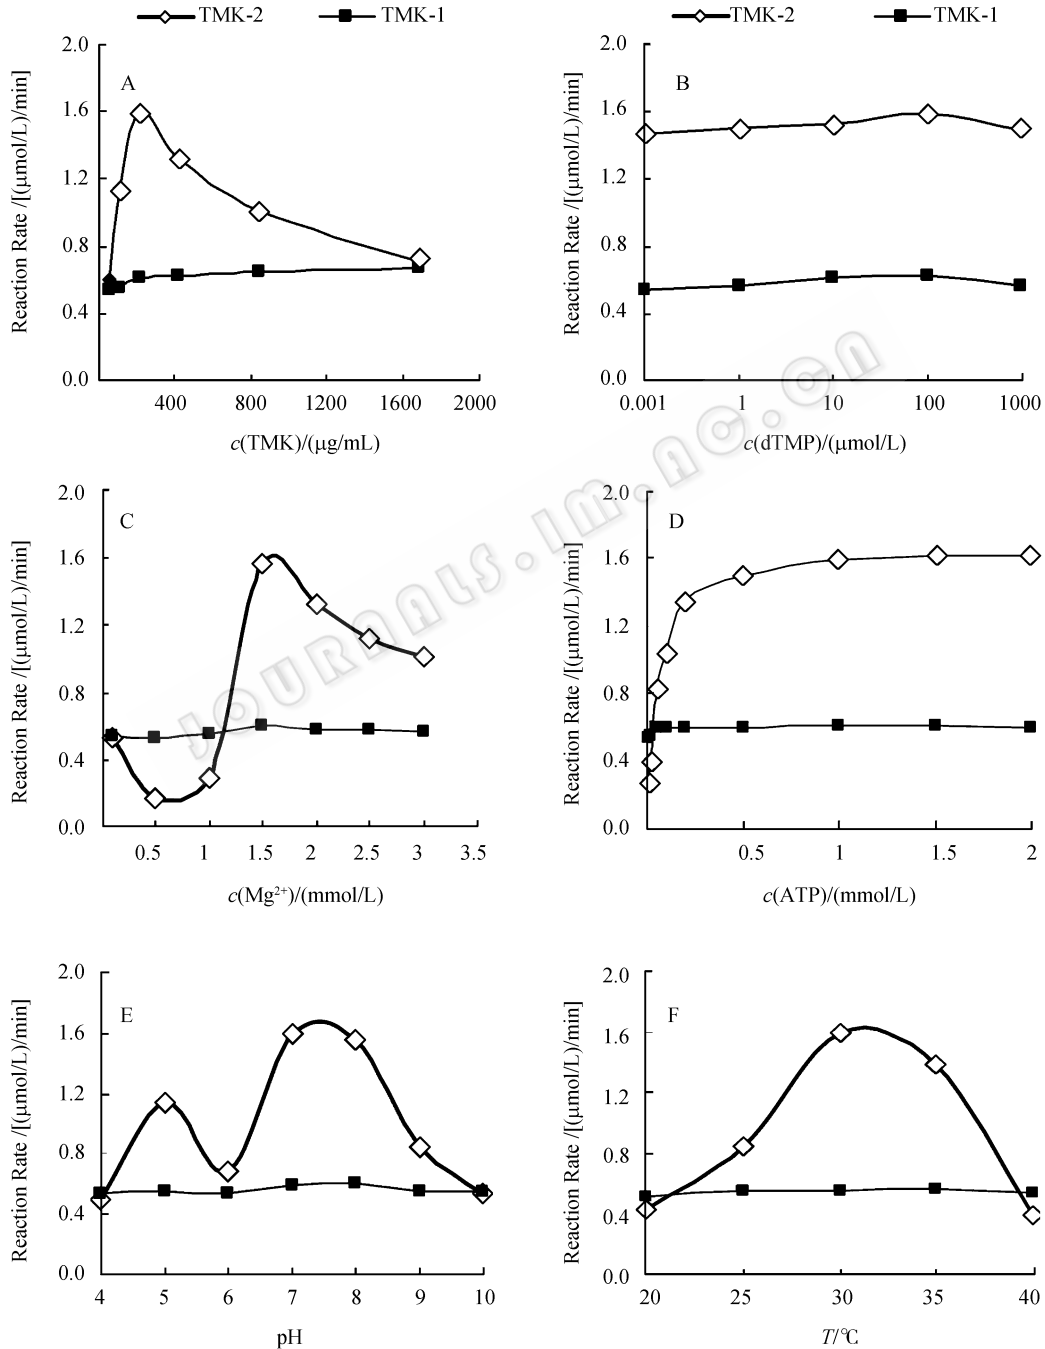 TMK-2 TMK-1
TMK-2 TMK-1
A
Reaction Rate /[(μmol/L)/min]
2.0
1.6
1.2
0.8
0.4
0.0
400 800 1200 1600 2000
c(TMK)/(μg/mL)
B
Reaction Rate /[(μmol/L)/min]
2.0
1.6
1.2
0.8
0.4
0.0
0.001 1 10 100 1000
c(dTMP)/(μmol/L)
C
Reaction Rate /[(μmol/L)/min]
2.0
1.6
1.2
0.8
0.4
0.0
0.5 1 1.5 2 2.5 3 3.5
c(Mg²⁺)/(mmol/L)
D
Reaction Rate /[(μmol/L)/min]
2.0
1.6
1.2
0.8
0.4
0.0
0.5 1 1.5 2
c(ATP)/(mmol/L)
E
Reaction Rate /[(μmol/L)/min]
2.0
1.6
1.2
0.8
0.4
0.0
4 5 6 7 8 9 10
pH
F
Reaction Rate /[(μmol/L)/min]
2.0
1.6
1.2
0.8
0.4
0.0
20 25 30 35 40
T/℃
JOURNALS.IM.AC.CN